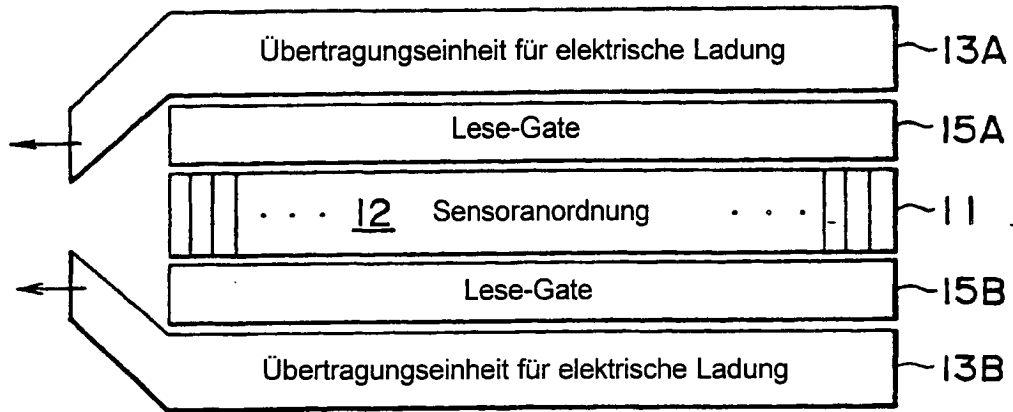 Übertragungseinheit für elektrische Ladung 13A
Lese-Gate 15A
. . . 12 Sensoranordnung . . . 11
Lese-Gate 15B
Übertragungseinheit für elektrische Ladung 13B